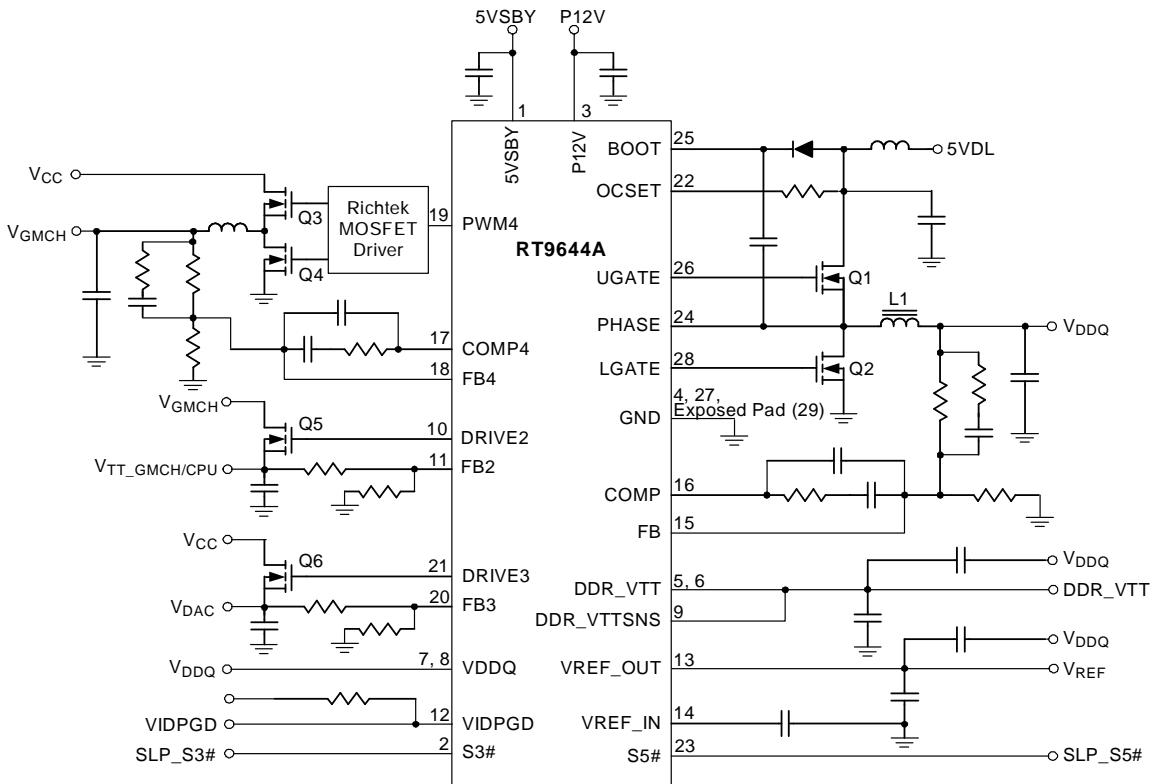 5VSBY P12V
1 3
5VSBY P12V
VCC
Q3
Richtek
MOSFET
Driver
19 PWM4
VGMCH
Q4
17 COMP4
18 FB4
VGMCH
Q5
10 DRIVE2
VTT_GMCH/CPU
11 FB2
VCC
Q6
21 DRIVE3
VDAC
20 FB3
VDDQ
7, 8 VDDQ
VIDPGD
12 VIDPGD
SLP_S3#
2 S3#
RT9644A
BOOT 25
5VDL
OCSET 22
UGATE 26
Q1
PHASE 24
L1
VDDQ
LGATE 28
Q2
GND 4, 27,
Exposed Pad (29)
COMP 16
FB 15
VDDQ
DDR_VTT 5, 6
DDR_VTT
DDR_VTTSNS 9
VDDQ
VREF_OUT 13
VREF
VREF_IN 14
S5# 23
SLP_S5#